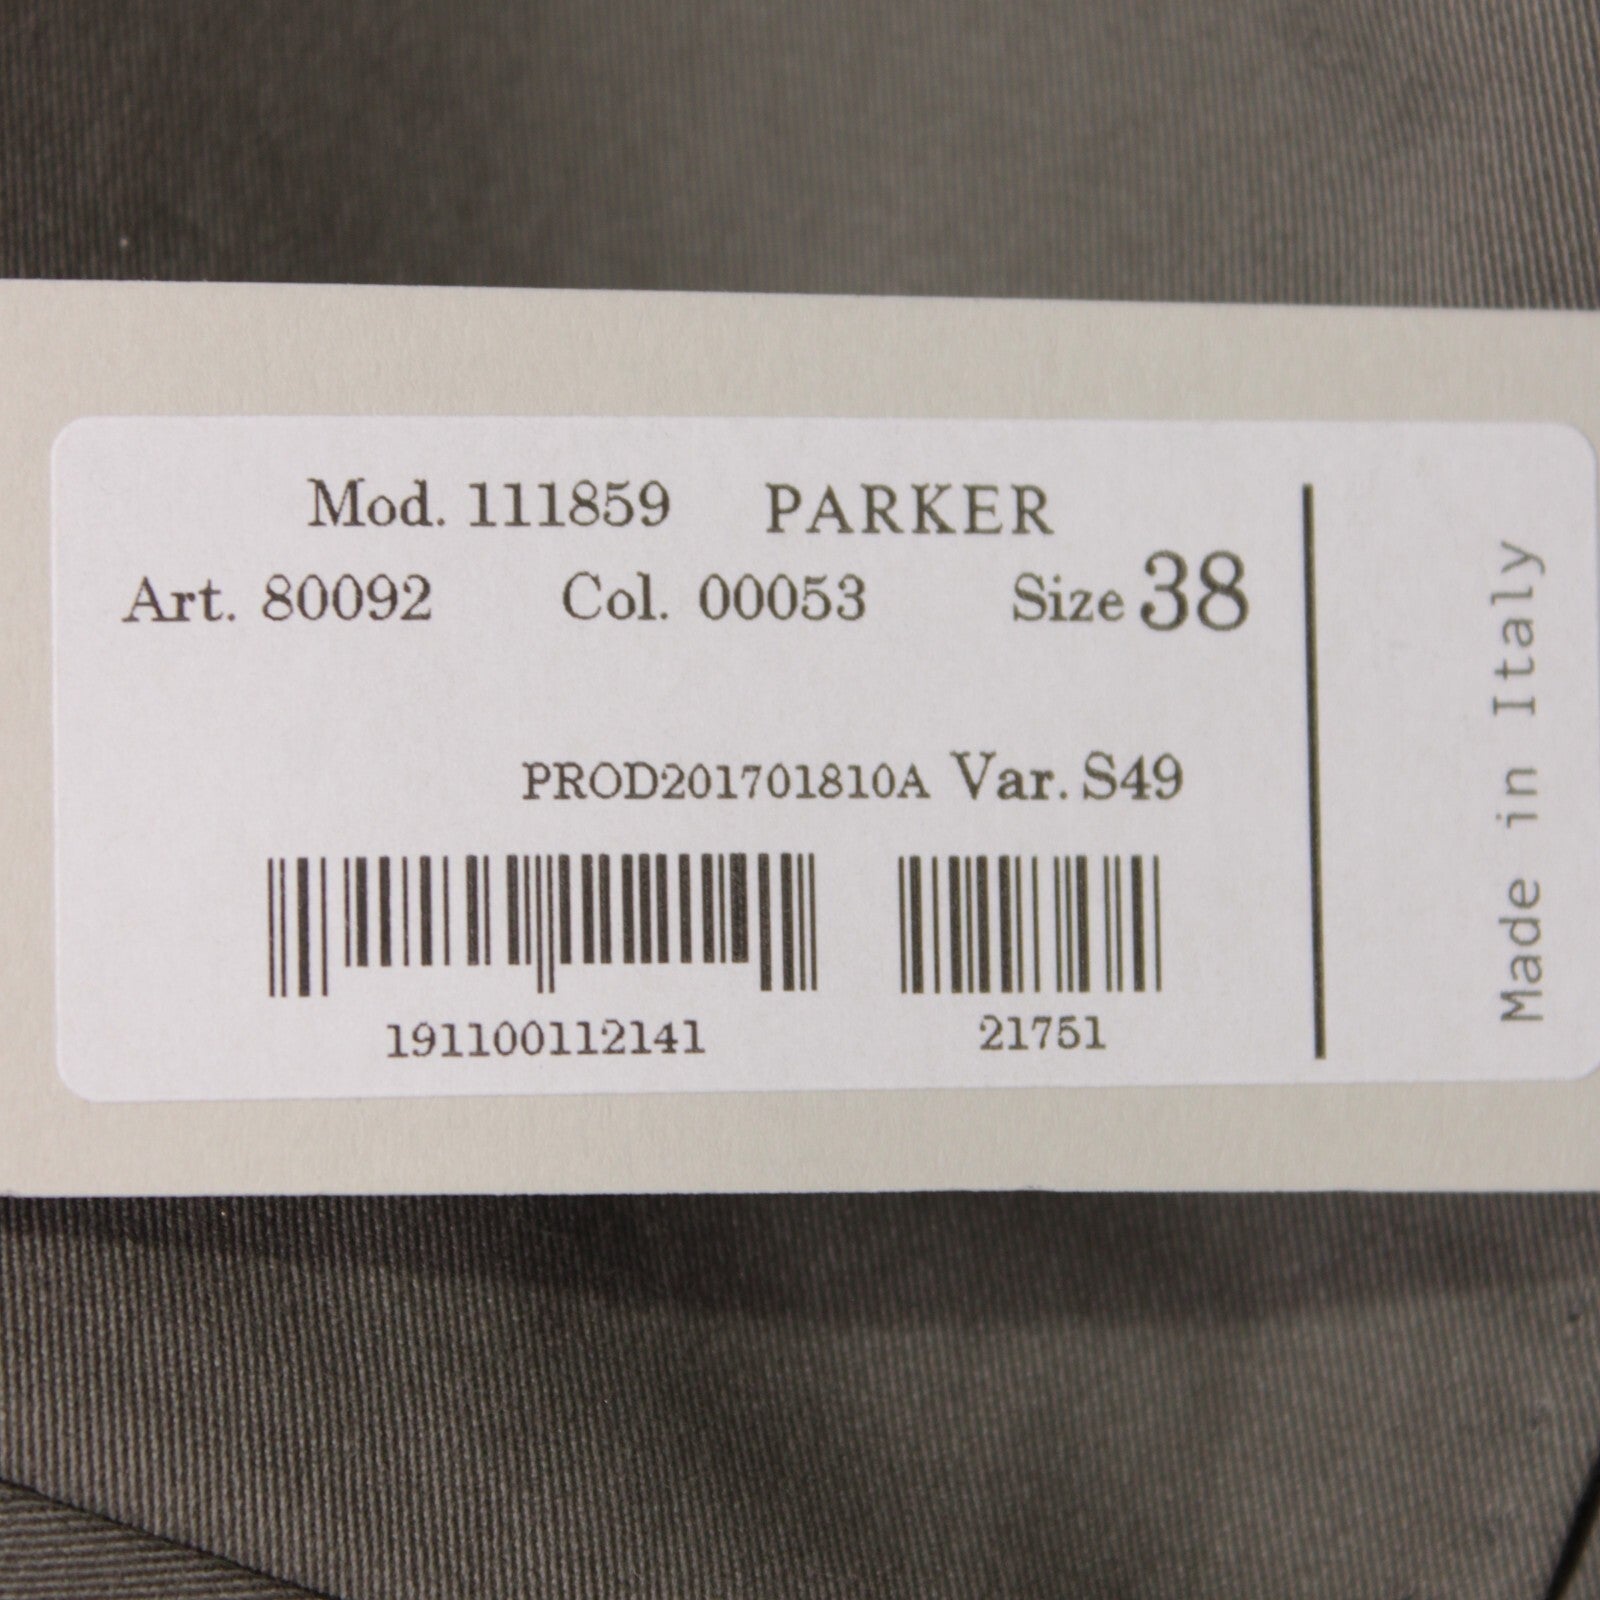 Mod. 111859 PARKER
Art. 80092 Col. 00053 Size 38
PROD201701810A Var. S49
191100112141 21751
Made in Italy